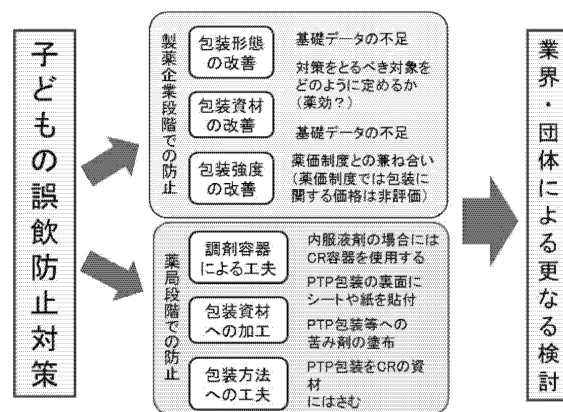 子どもの誤飲防止対策
製薬企業段階での防止
包装形態
の改善
基礎データの不足
対策をとるべき対象を
どのように定めるか
(薬効?)
包装資材
の改善
基礎データの不足
包装強度
の改善
薬価制度との兼ね合い
(薬価制度では包装に
関する価格は非評価)
薬局段階での防止
調剤容器
による工夫
内服液剤の場合には
CR容器を使用する
包装資材
への加工
PTP包装の裏面に
シートや紙を貼付
PTP包装等への
苦み剤の塗布
包装方法
への工夫
PTP包装をCRの資
材
にはさむ
業界・団体による更なる検討